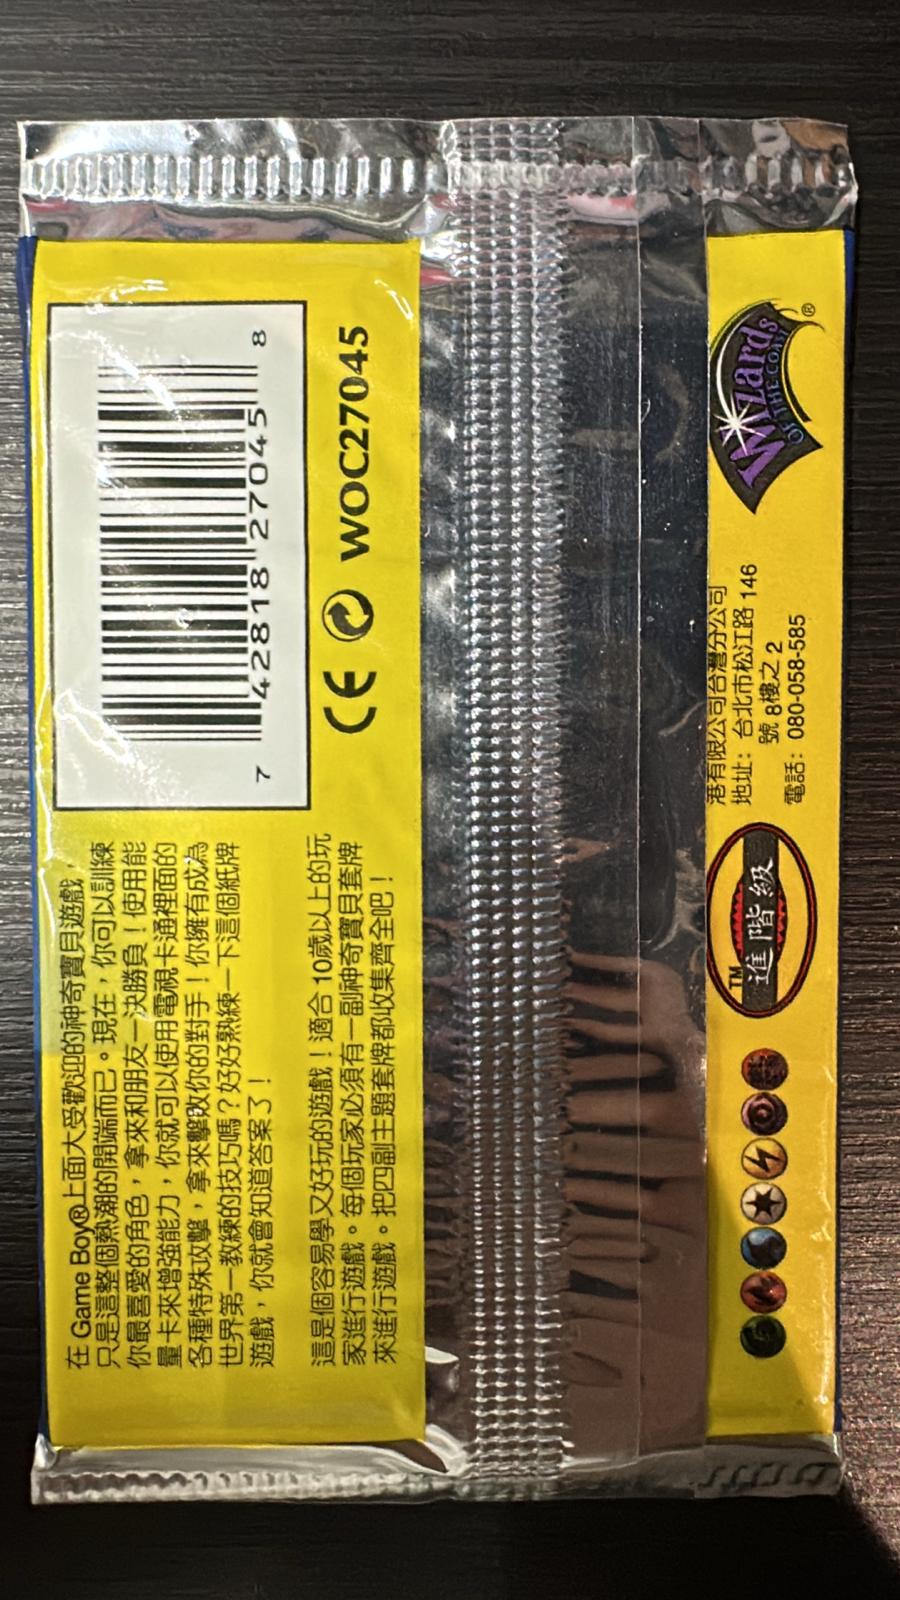 在 Game Boy®上面大受歡迎的神奇寶貝遊戲，
只是這整個熱潮的開端而已。現在，你可以訓練
你最喜愛的角色，拿來和朋友一決勝負！使用能
量卡來增強能力，你就可以使用電視卡通裡面的
各種特殊攻擊，拿來擊敗你的對手！你擁有成為
世界第一教練的技巧嗎？好好熟練一下這個紙牌
遊戲，你就會知道答案了！
這是個容易學又好玩的遊戲！適合 10歲以上的玩
家進行遊戲。每個玩家必須有一副神奇寶貝套牌
來進行遊戲。把四副主題套牌都收集齊全吧！
7 42818 27045 8
CE WOC27045
進階級 TM
港有限公司台灣分公司
地址：台北市松江路 146
號 8樓之 2
電話：080-058-585
Wizards
OF THE COAST ®